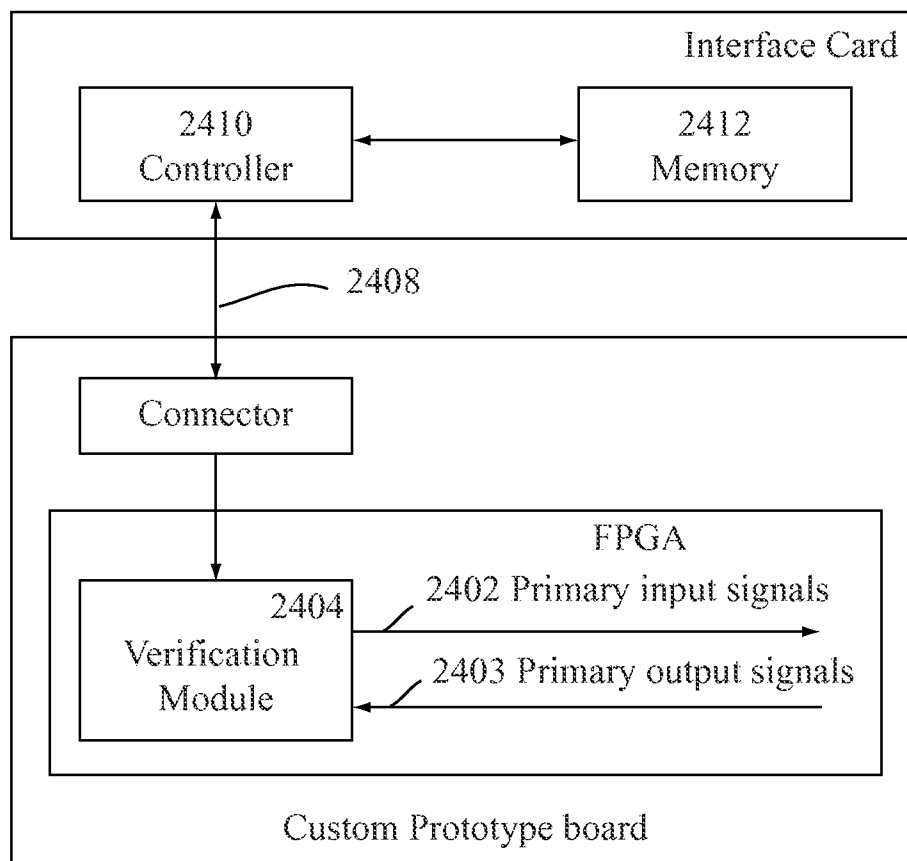 Interface Card
2410
Controller
2412
Memory
2408
Connector
FPGA
2402 Primary input signals
2404
Verification
Module
2403 Primary output signals
Custom Prototype board